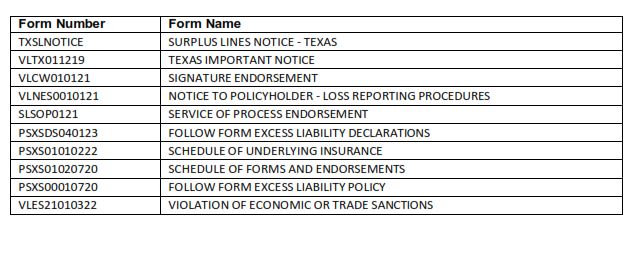 Form Number Form Name
TXSLNOTICE SURPLUS LINES NOTICE - TEXAS
VLTX011219 TEXAS IMPORTANT NOTICE
VLCW010121 SIGNATURE ENDORSEMENT
VLNES0010121 NOTICE TO POLICYHOLDER - LOSS REPORTING PROCEDURES
SLSOP0121 SERVICE OF PROCESS ENDORSEMENT
PSXSDS040123 FOLLOW FORM EXCESS LIABILITY DECLARATIONS
PSXS01010222 SCHEDULE OF UNDERLYING INSURANCE
PSXS01020720 SCHEDULE OF FORMS AND ENDORSEMENTS
PSXS00010720 FOLLOW FORM EXCESS LIABILITY POLICY
VLES21010322 VIOLATION OF ECONOMIC OR TRADE SANCTIONS